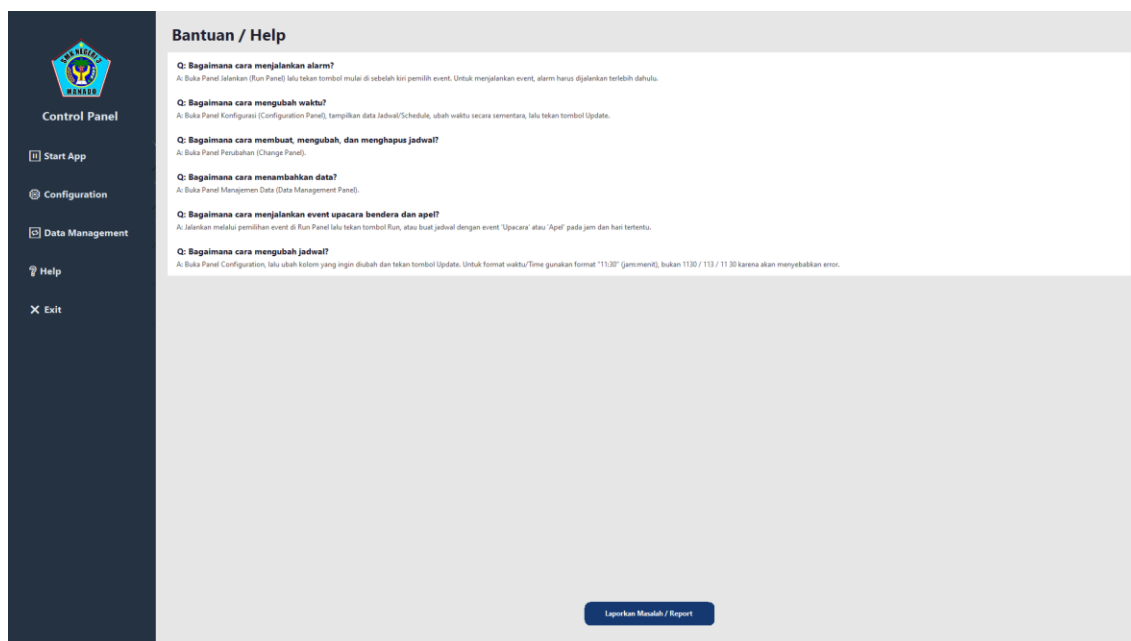 SMK NEGERI 2
MANADO
Control Panel
Start App
Configuration
Data Management
Help
Exit
Bantuan / Help
Q: Bagaimana cara menjalankan alarm?
A: Buka Panel Jalankan (Run Panel) lalu tekan tombol mulai di sebelah kiri pemilih event. Untuk menjalankan event, alarm harus dijalankan terlebih dahulu.
Q: Bagaimana cara mengubah waktu?
A: Buka Panel Konfigurasi (Configuration Panel), tampilkan data Jadwal/Schedule, ubah waktu secara sementara, lalu tekan tombol Update.
Q: Bagaimana cara membuat, mengubah, dan menghapus jadwal?
A: Buka Panel Perubahan (Change Panel).
Q: Bagaimana cara menambahkan data?
A: Buka Panel Manajemen Data (Data Management Panel).
Q: Bagaimana cara menjalankan event upacara bendera dan apel?
A: Jalankan melalui pemilihan event di Run Panel lalu tekan tombol Run, atau buat jadwal dengan event 'Upacara' atau 'Apel' pada jam dan hari tertentu.
Q: Bagaimana cara mengubah jadwal?
A: Buka Panel Configuration, lalu ubah kolom yang ingin diubah dan tekan tombol Update. Untuk format waktu/Time gunakan format "11:30" (jam:menit), bukan 1130 / 113 / 11 30 karena akan menyebabkan error.
Laporkan Masalah / Report